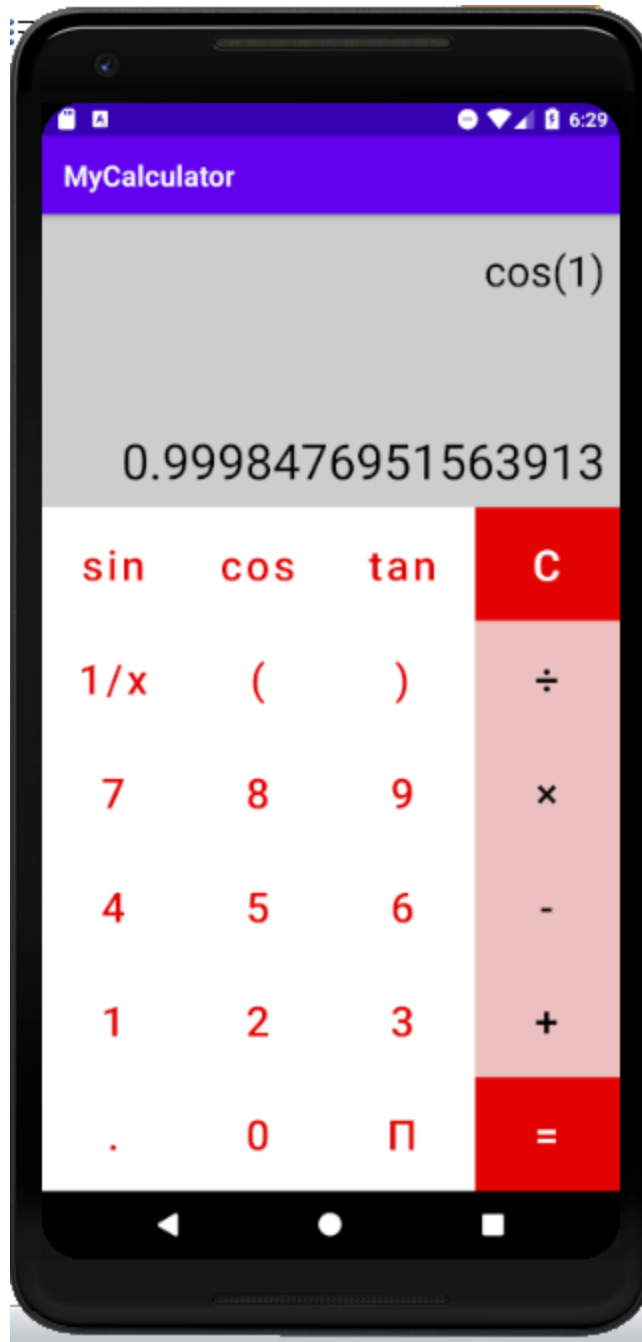 6:29
MyCalculator
cos(1)
0.9998476951563913
sin cos tan C
1/x ( ) ÷
7 8 9 ×
4 5 6 -
1 2 3 +
. 0 П =